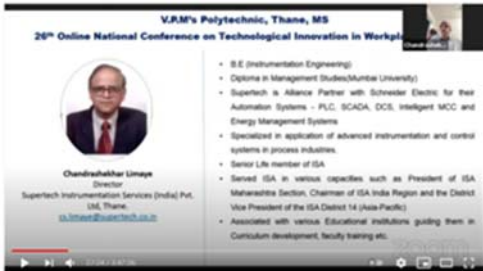 V.P.M's Polytechnic, Thane, MS
26th Online National Conference on Technological Innovation in Workplac
Chandrashek...
• B.E (Instrumentation Engineering)
• Diploma in Management Studies(Mumbai University)
• Supertech is Alliance Partner with Schneider Electric for their
Automation Systems - PLC, SCADA, DCS, Intelligent MCC and
Energy Management Systems
• Specialized in application of advanced instrumentation and control
systems in process industries.
• Senior Life member of ISA
• Served ISA in various capacities such as President of ISA
Maharashtra Section, Chairman of ISA India Region and the District
Vice President of the ISA District 14 (Asia-Pacific)
• Associated with various Educational institutions guiding them in
Curriculum development, faculty training etc.
Chandrashekhar Limaye
Director
Supertech Instrumentation Services (India) Pvt.
Ltd, Thane.
cs.limaye@supertech.co.in
zoom